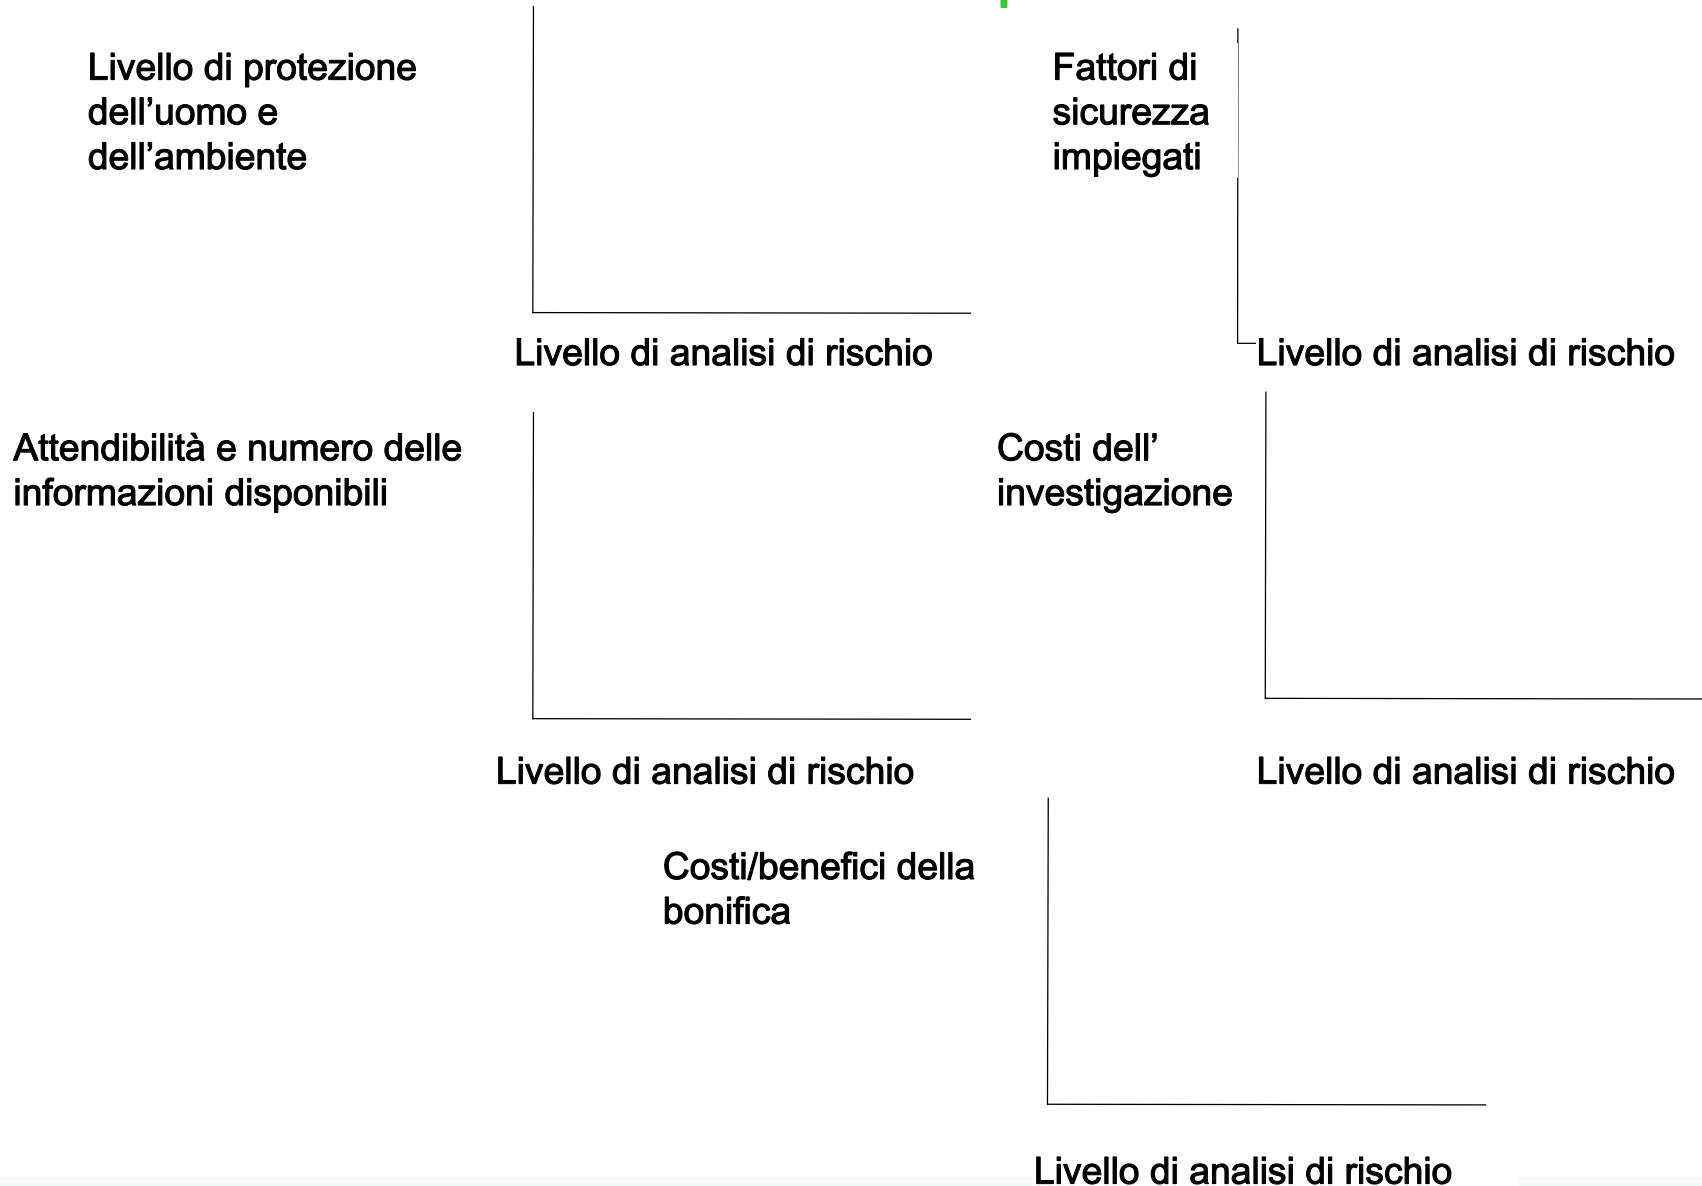 Livello di protezione
dell’uomo e
dell’ambiente
Livello di analisi di rischio
Fattori di
sicurezza
impiegati
Livello di analisi di rischio
Attendibilità e numero delle
informazioni disponibili
Livello di analisi di rischio
Costi dell’
investigazione
Livello di analisi di rischio
Costi/benefici della
bonifica
Livello di analisi di rischio